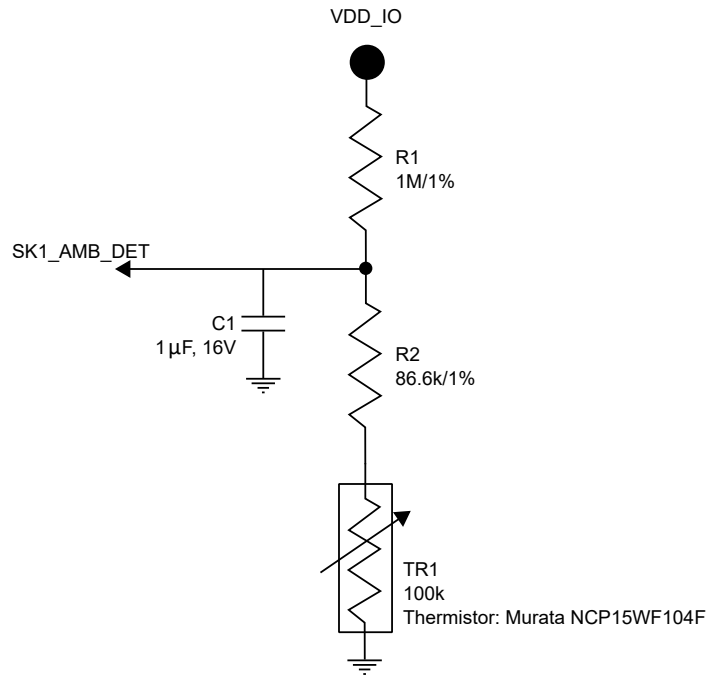 VDD_IO
R1
1M/1%
SK1_AMB_DET
C1
1µF, 16V
R2
86.6k/1%
TR1
100k
Thermistor: Murata NCP15WF104F